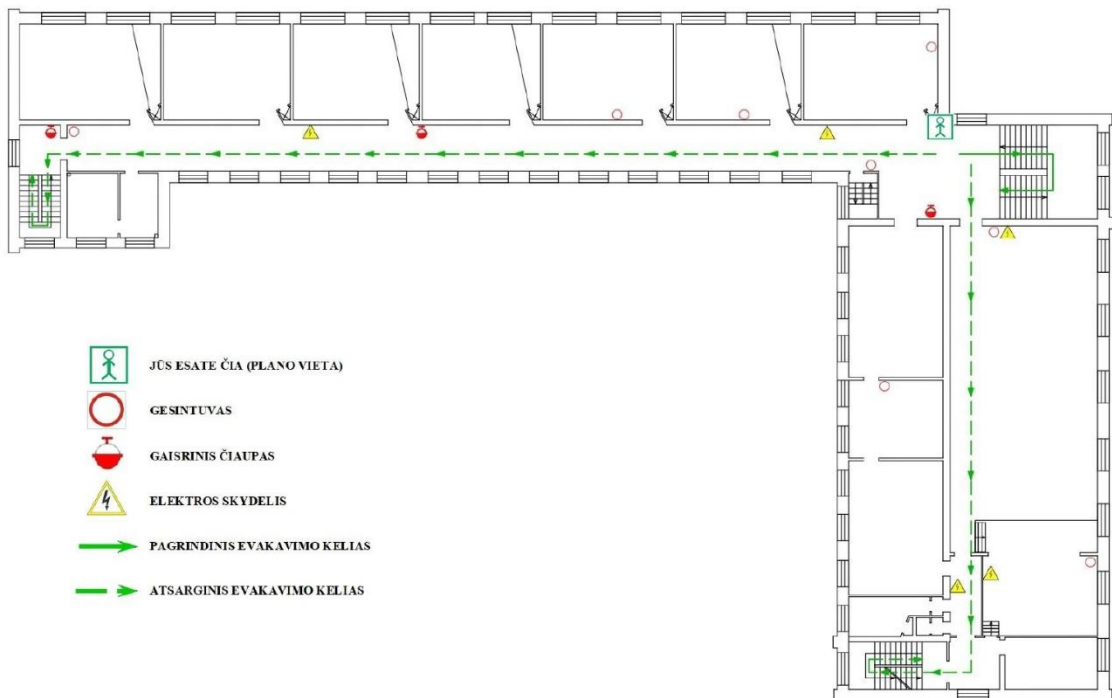 JŪS ESATE ČIA (PLANO VIETA)
GESINTUVAS
GAISRINIS ČIAUPAS
ELEKTROS SKYDELIS
PAGRINDINIS EVAKAVIMO KELIAS
ATSARGINIS EVAKAVIMO KELIAS